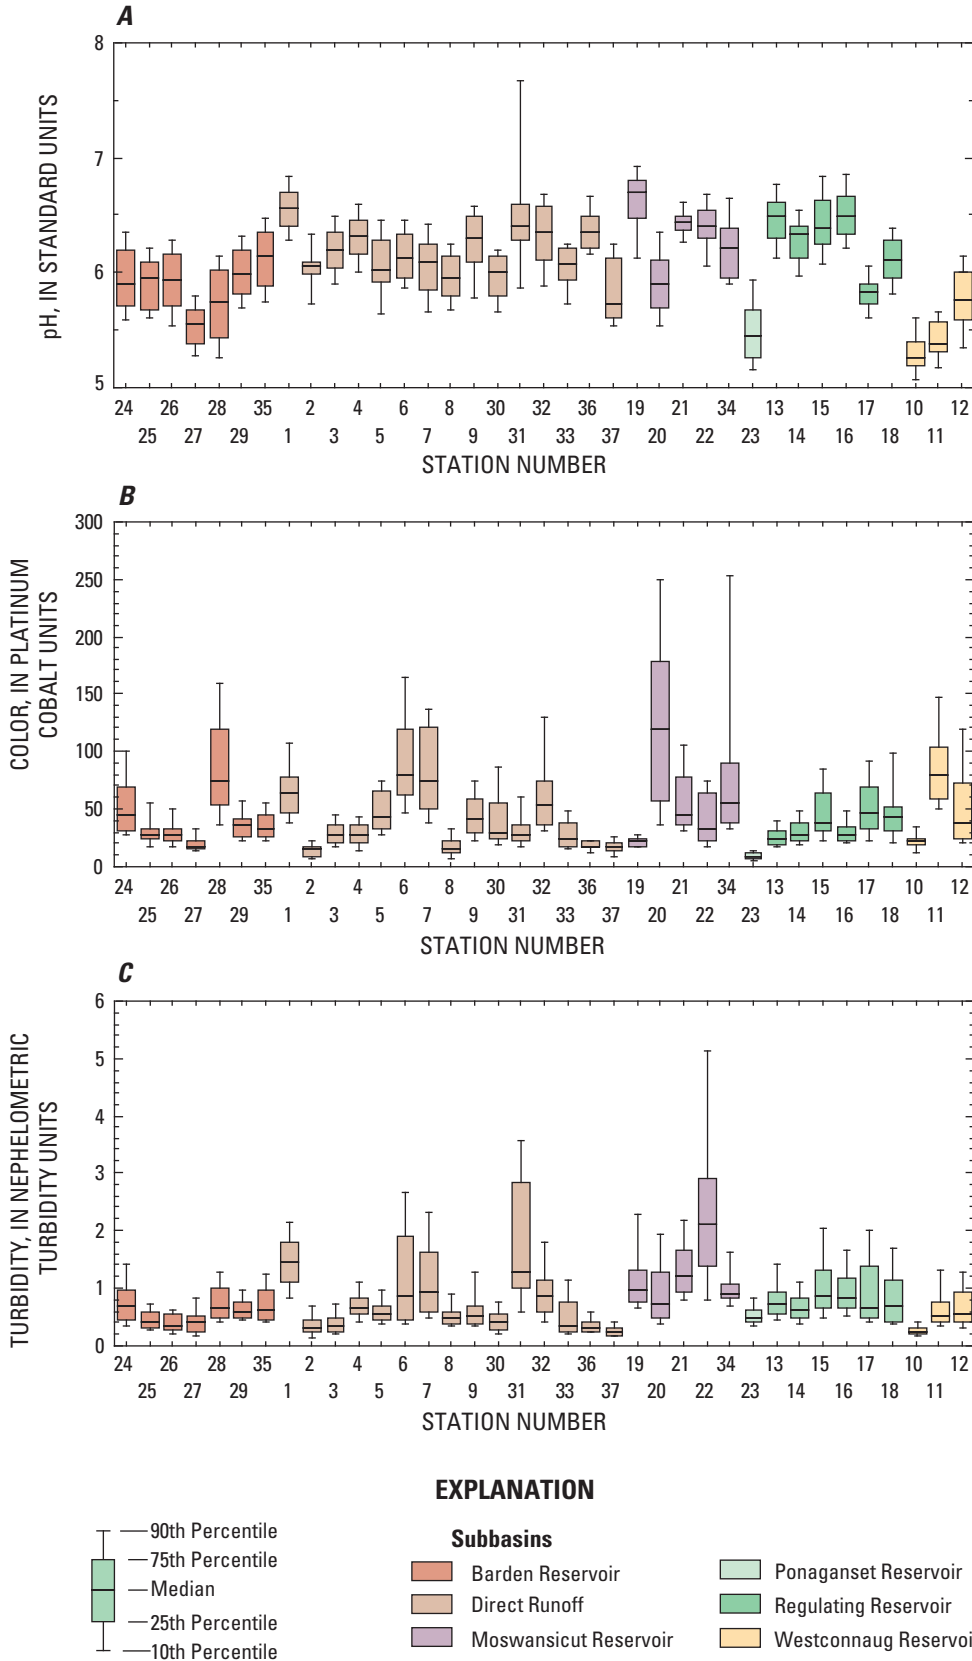 A
8
7
6
5
pH, IN STANDARD UNITS
24 26 28 35 2 4 6 8 30 32 36 19 21 34 13 15 17 10 12
25 27 29 1 3 5 7 9 31 33 37 20 22 23 14 16 18 11
STATION NUMBER
B
300
250
200
150
100
50
0
COLOR, IN PLATINUM
COBALT UNITS
24 26 28 35 2 4 6 8 30 32 36 19 21 34 13 15 17 10 12
25 27 29 1 3 5 7 9 31 33 37 20 22 23 14 16 18 11
STATION NUMBER
C
6
5
4
3
2
1
0
TURBIDITY, IN NEPHELOMETRIC
TURBIDITY UNITS
24 26 28 35 2 4 6 8 30 32 36 19 21 34 13 15 17 10 12
25 27 29 1 3 5 7 9 31 33 37 20 22 23 14 16 18 11
STATION NUMBER
EXPLANATION
90th Percentile
75th Percentile
Median
25th Percentile
10th Percentile
Subbasins
Barden Reservoir
Direct Runoff
Moswansicut Reservoir
Ponaganset Reservoir
Regulating Reservoir
Westconnaug Reservoi